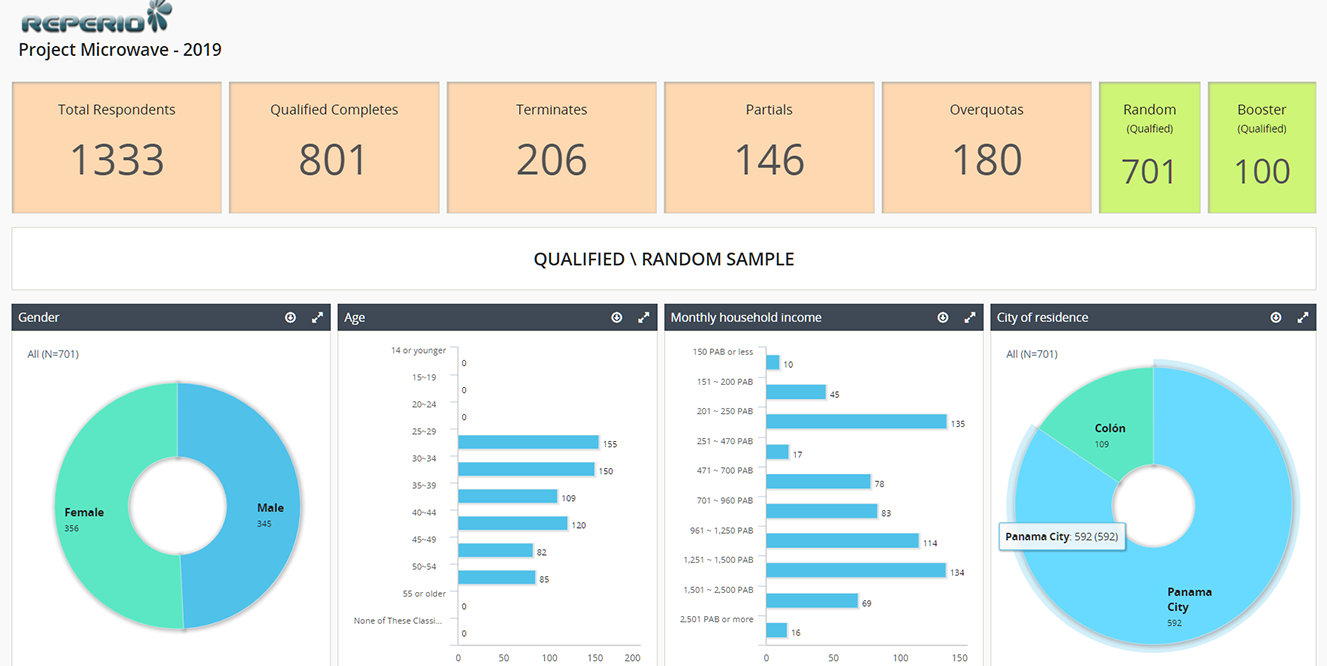 REPERIO
Project Microwave - 2019
Total Respondents
1333
Qualified Completes
801
Terminates
206
Partials
146
Overquotas
180
Random
(Qualfied)
701
Booster
(Qualified)
100
QUALIFIED \ RANDOM SAMPLE
Gender
All (N=701)
Female
356
Male
345
Age
14 or younger
0
15~19
0
20~24
0
25~29
155
30~34
150
35~39
109
40~44
120
45~49
82
50~54
85
55 or older
0
None of These Classi...
0
0 50 100 150 200
Monthly household income
150 PAB or less
10
151 ~ 200 PAB
45
201 ~ 250 PAB
135
251 ~ 470 PAB
17
471 ~ 700 PAB
78
701 ~ 960 PAB
83
961 ~ 1,250 PAB
114
1,251 ~ 1,500 PAB
134
1,501 ~ 2,500 PAB
69
2,501 PAB or more
16
0 50 100 150
City of residence
All (N=701)
Colón
109
Panama City: 592 (592)
Panama
City
592